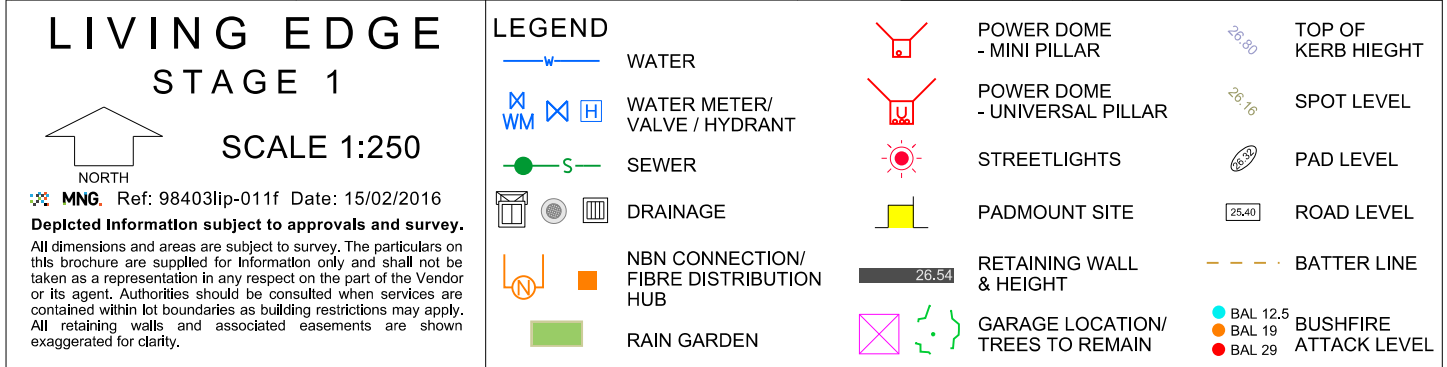 LIVING EDGE
STAGE 1
SCALE 1:250
NORTH
MNG. Ref: 98403lip-011f Date: 15/02/2016
Depicted Information subject to approvals and survey.
All dimensions and areas are subject to survey. The particulars on
this brochure are supplied for information only and shall not be
taken as a representation in any respect on the part of the Vendor
or its agent. Authorities should be consulted when services are
contained within lot boundaries as building restrictions may apply.
All retaining walls and associated easements are shown
exaggerated for clarity.
LEGEND
W WATER
WM H WATER METER/
VALVE / HYDRANT
S SEWER
DRAINAGE
N NBN CONNECTION/
FIBRE DISTRIBUTION
HUB
RAIN GARDEN
POWER DOME
- MINI PILLAR
U POWER DOME
- UNIVERSAL PILLAR
STREETLIGHTS
PADMOUNT SITE
26.54 RETAINING WALL
& HEIGHT
GARAGE LOCATION/
TREES TO REMAIN
26.80 TOP OF
KERB HIEGHT
26.16 SPOT LEVEL
26.32 PAD LEVEL
25.40 ROAD LEVEL
BATTER LINE
BAL 12.5
BAL 19
BAL 29
BUSHFIRE
ATTACK LEVEL